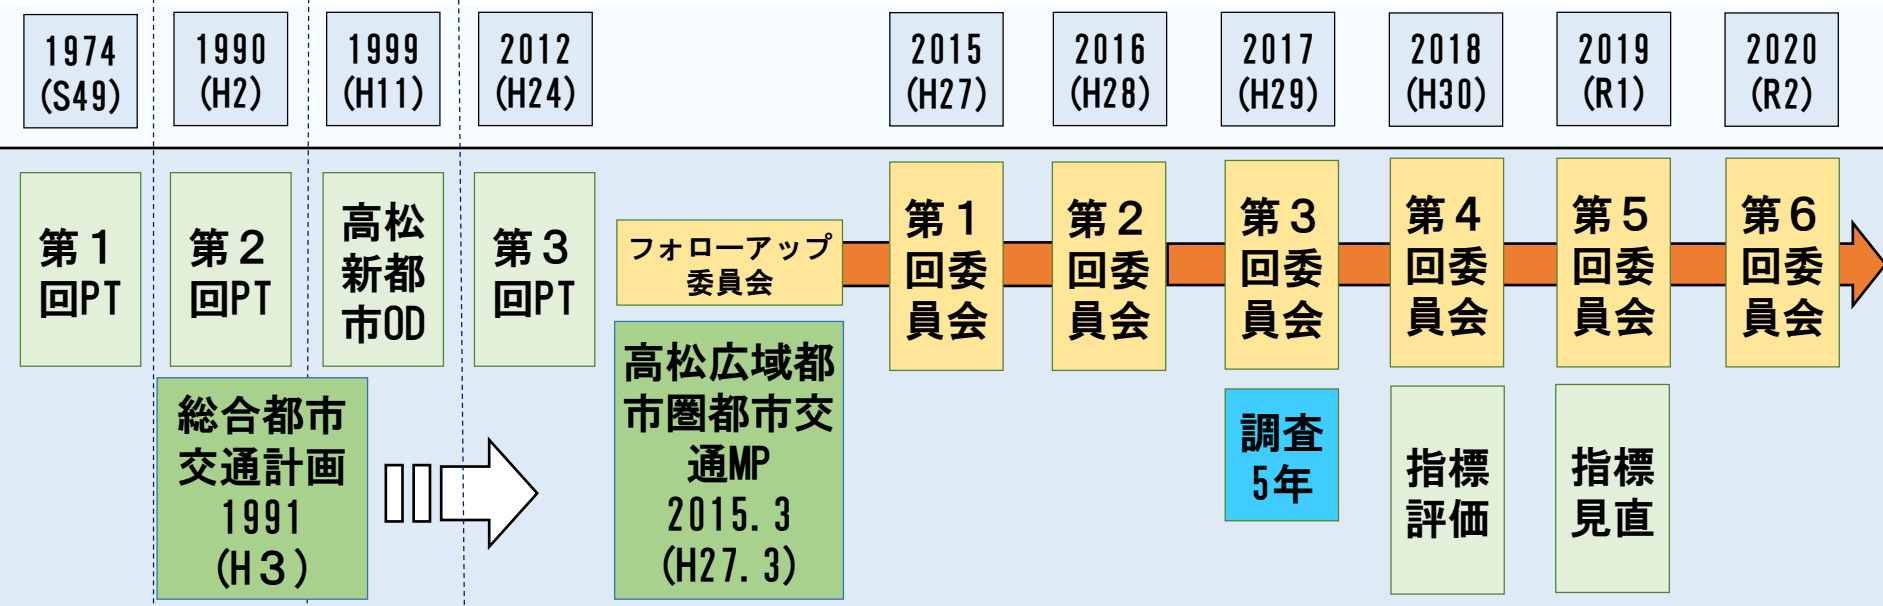 1974
(S49)
1990
(H2)
1999
(H11)
2012
(H24)
2015
(H27)
2016
(H28)
2017
(H29)
2018
(H30)
2019
(R1)
2020
(R2)
第１
回PT
第２
回PT
高松
新都
市OD
第３
回PT
フォローアップ
委員会
第１
回委
員会
第２
回委
員会
第３
回委
員会
第４
回委
員会
第５
回委
員会
第６
回委
員会
総合都市
交通計画
1991
(H３)
高松広域都
市圏都市交
通MP
2015.3
(H27.3)
調査
5年
指標
評価
指標
見直